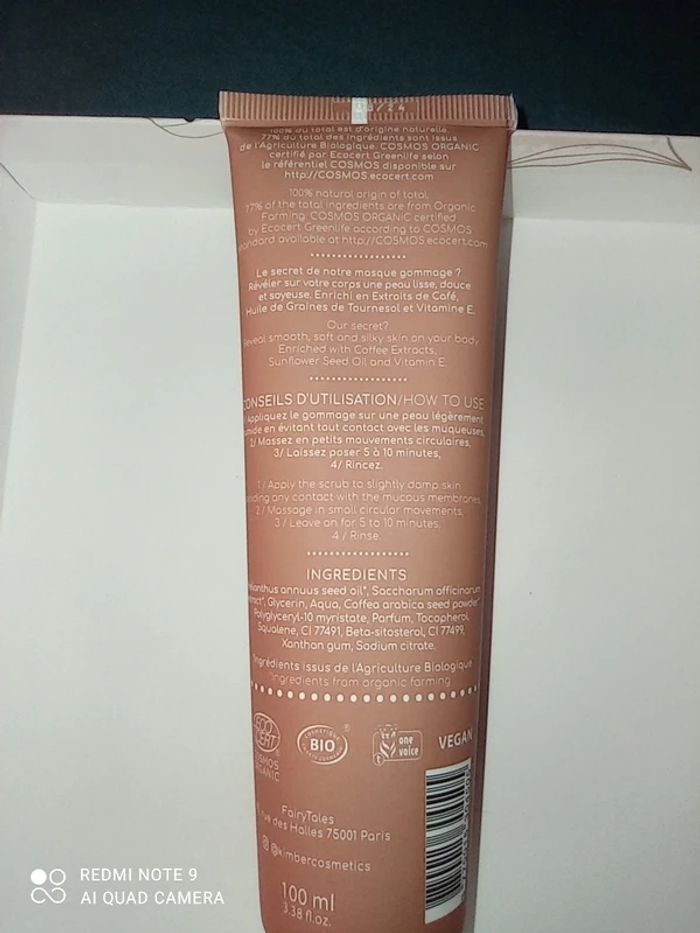 08/24
100% du total est d'origine naturelle.
77% du total des ingrédients sont issus
de l'Agriculture Biologique. COSMOS ORGANIC
certifié par Ecocert Greenlife selon
le référentiel COSMOS disponible sur
http://COSMOS.ecocert.com
100% natural origin of total.
77% of the total ingredients are from Organic
Farming. COSMOS ORGANIC certified
by Ecocert Greenlife according to COSMOS
standard available at http://COSMOS.ecocert.com
Le secret de notre masque gommage ?
Révéler sur votre corps une peau lisse, douce
et soyeuse. Enrichi en Extraits de Café,
Huile de Graines de Tournesol et Vitamine E.
Our secret?
Reveal smooth, soft and silky skin on your body
Enriched with Coffee Extracts,
Sunflower Seed Oil and Vitamin E.
CONSEILS D'UTILISATION/HOW TO USE
1/ Appliquez le gommage sur une peau légèrement
humide en évitant tout contact avec les muqueuses,
2/ Massez en petits mouvements circulaires,
3/ Laissez poser 5 à 10 minutes,
4/ Rincez.
1/ Apply the scrub to slightly damp skin
any contact with the mucous membranes,
2/ Massage in small circular movements,
3/ Leave on for 5 to 10 minutes,
4/ Rinse.
INGREDIENTS
Helianthus annuus seed oil*, Saccharum officinarum
extract*, Glycerin, Aqua, Coffea arabica seed powder*,
Polyglyceryl-10 myristate, Parfum, Tocopherol,
Squalene, CI 77491, Beta-sitosterol, CI 77499,
Xanthan gum, Sodium citrate.
*Ingrédients issus de l'Agriculture Biologique
*Ingredients from organic farming
ECO
CERT
COSMOS
ORGANIC
COSMÉTIQUE
BIO
®
one
voice
VEGAN
FairyTales
rue des Halles 75001 Paris
@kimbercosmetics
100 ml
3.38 fl.oz.
REDMI NOTE 9
AI QUAD CAMERA